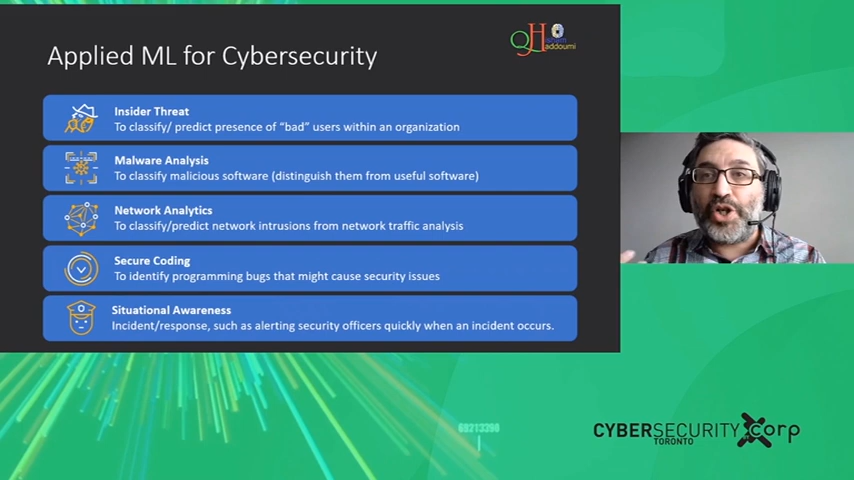 Applied ML for Cybersecurity
QHashem
Haddoumi
Insider Threat
To classify/ predict presence of “bad” users within an organization
Malware Analysis
To classify malicious software (distinguish them from useful software)
Network Analytics
To classify/predict network intrusions from network traffic analysis
Secure Coding
To identify programming bugs that might cause security issues
Situational Awareness
Incident/response, such as alerting security officers quickly when an incident occurs.
69213390
CYBERSECURITY corp
TORONTO